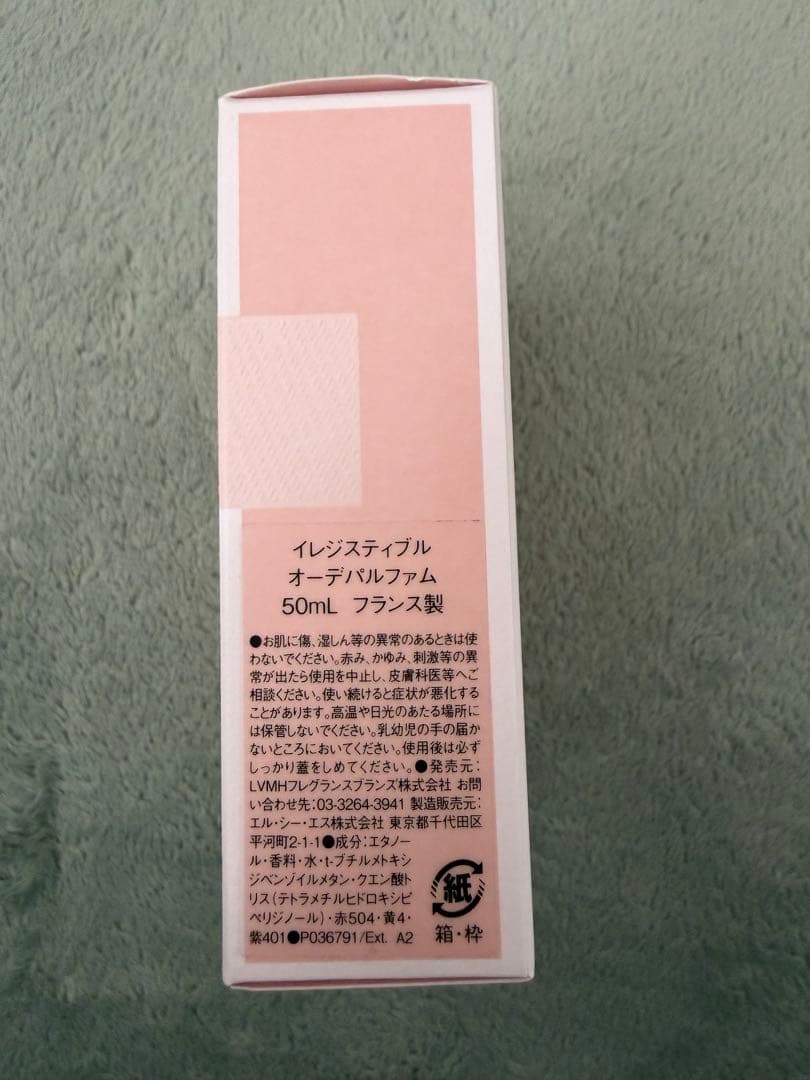 イレジスティブル
オーデパルファム
50mL フランス製
●お肌に傷、湿しん等の異常のあるときは使
わないでください。赤み、かゆみ、刺激等の異
常が出たら使用を中止し、皮膚科医等へご
相談ください。使い続けると症状が悪化する
ことがあります。高温や日光のあたる場所に
は保管しないでください。乳幼児の手の届か
ないところにおいてください。使用後は必ず
しっかり蓋をしめてください。●発売元：
LVMHフレグランスブランズ株式会社 お問
い合わせ先：03-3264-3941 製造販売元：
エル・シー・エス株式会社 東京都千代田区
平河町2-1-1●成分：エタノー
ル・香料・水・t-ブチルメトキシ
ジベンゾイルメタン・クエン酸ト
リス（テトラメチルヒドロキシピ
ペリジノール）・赤504・黄4・
紫401●P036791/Ext. A2
紙
箱・枠